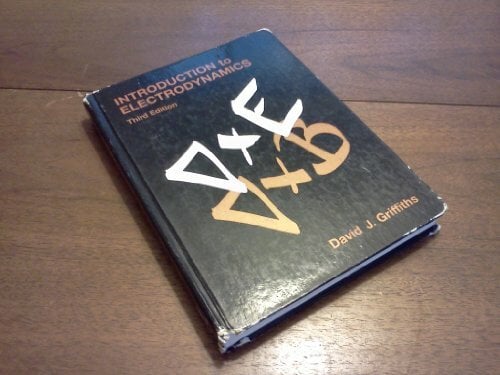 INTRODUCTION to
ELECTRODYNAMICS
Third Edition
∇×E
∇×B
David J. Griffiths